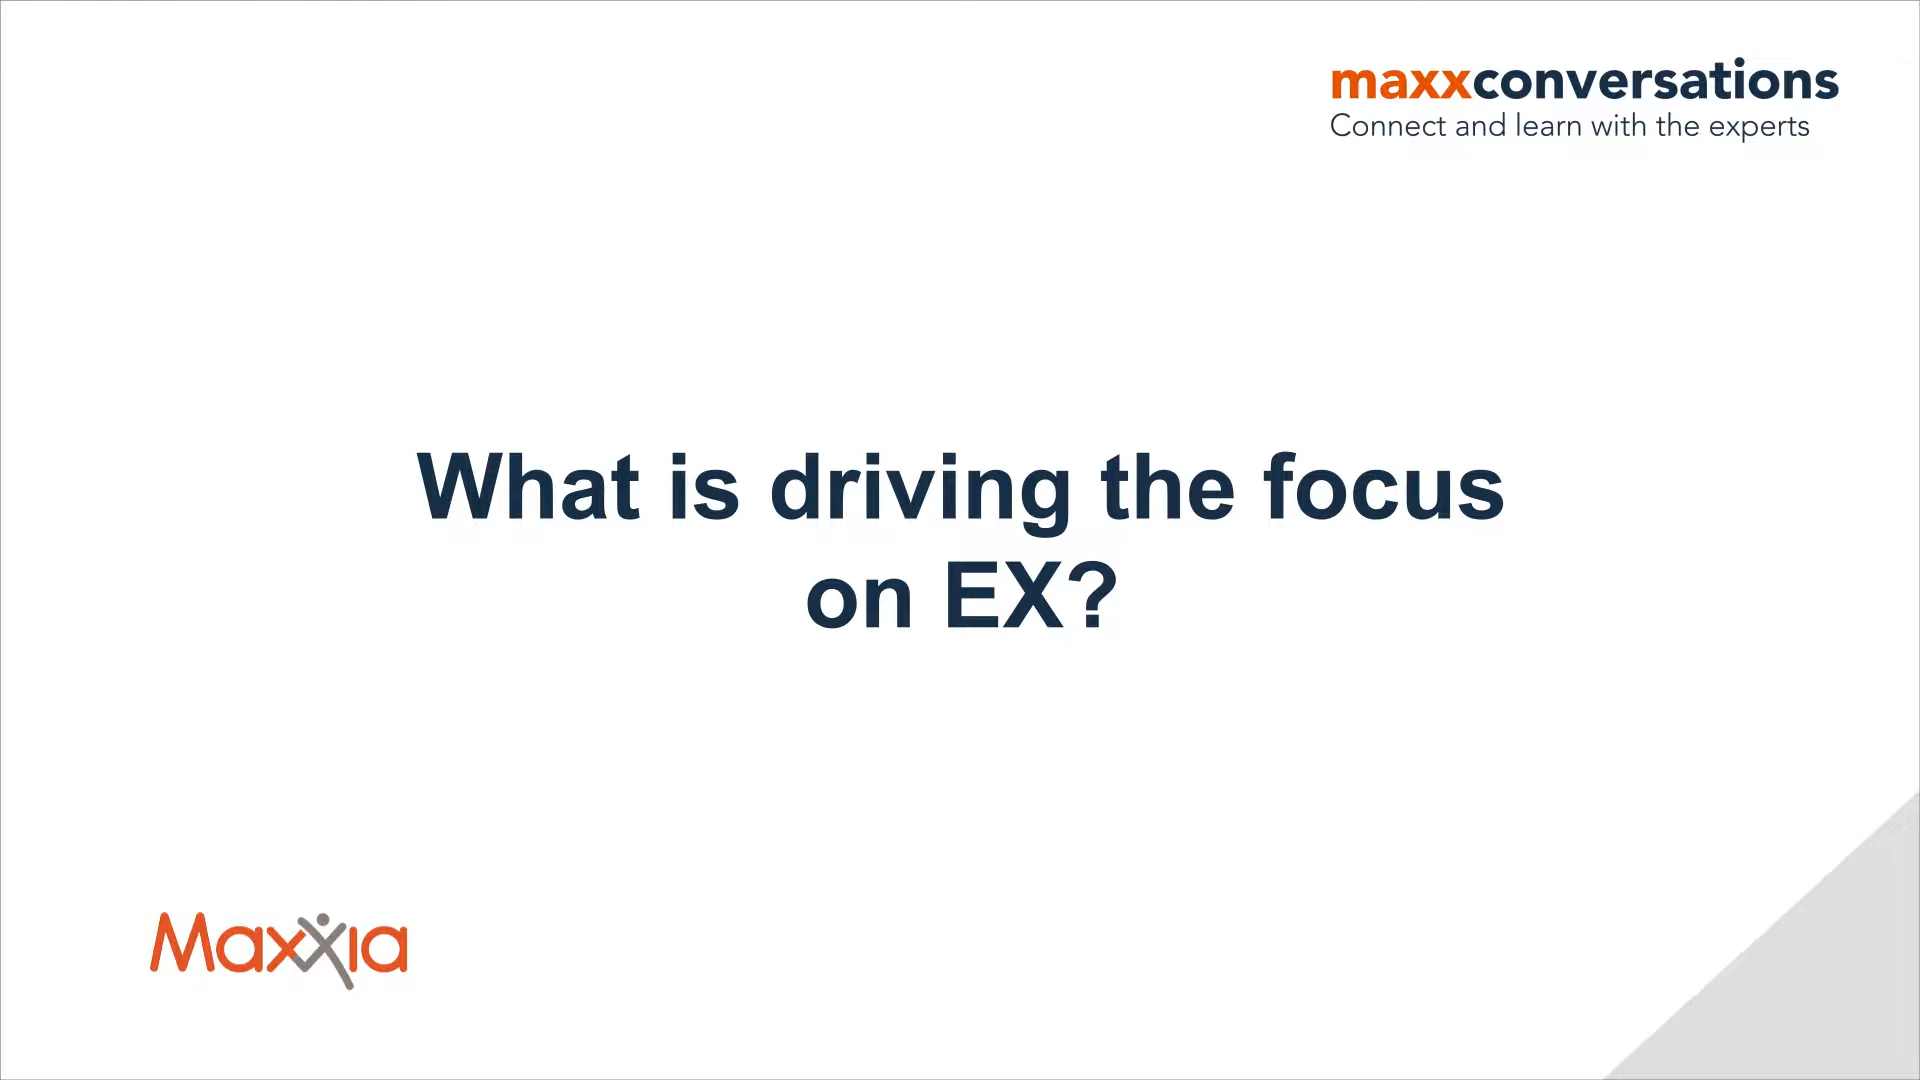 maxxconversations
Connect and learn with the experts
What is driving the focus
on EX?
Maxxia